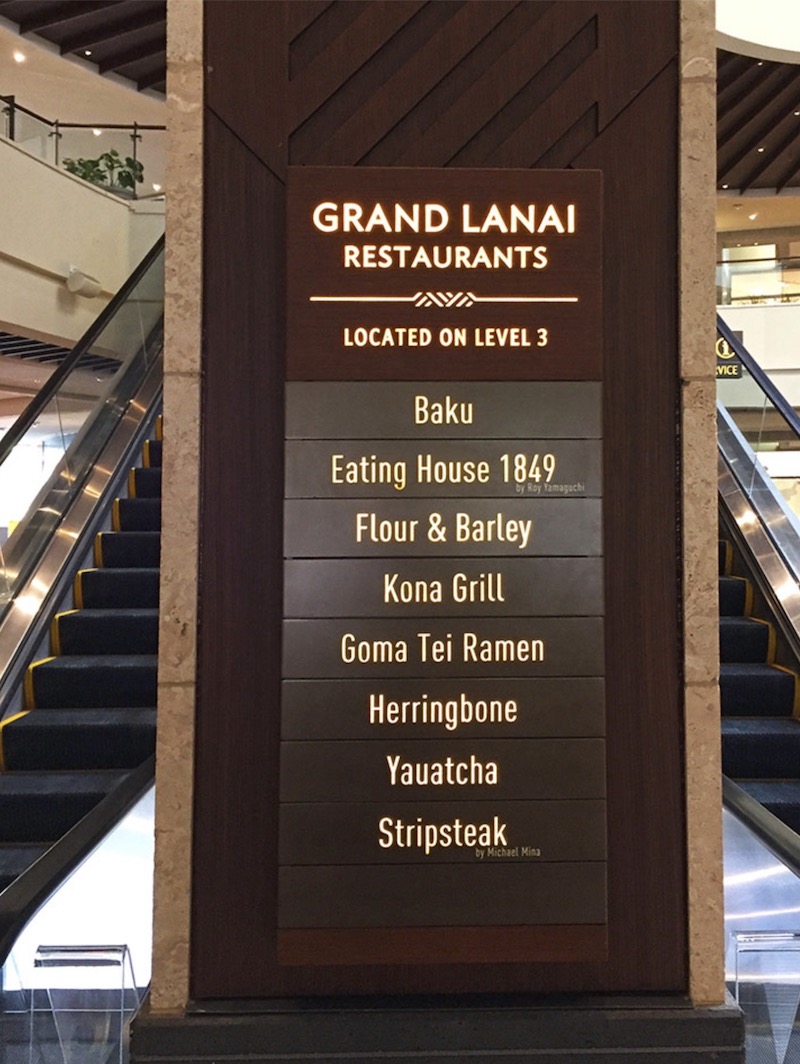 GRAND LANAI
RESTAURANTS
LOCATED ON LEVEL 3
Baku
Eating House 1849
by Roy Yamaguchi
Flour & Barley
Kona Grill
Goma Tei Ramen
Herringbone
Yauatcha
Stripsteak
by Michael Mina